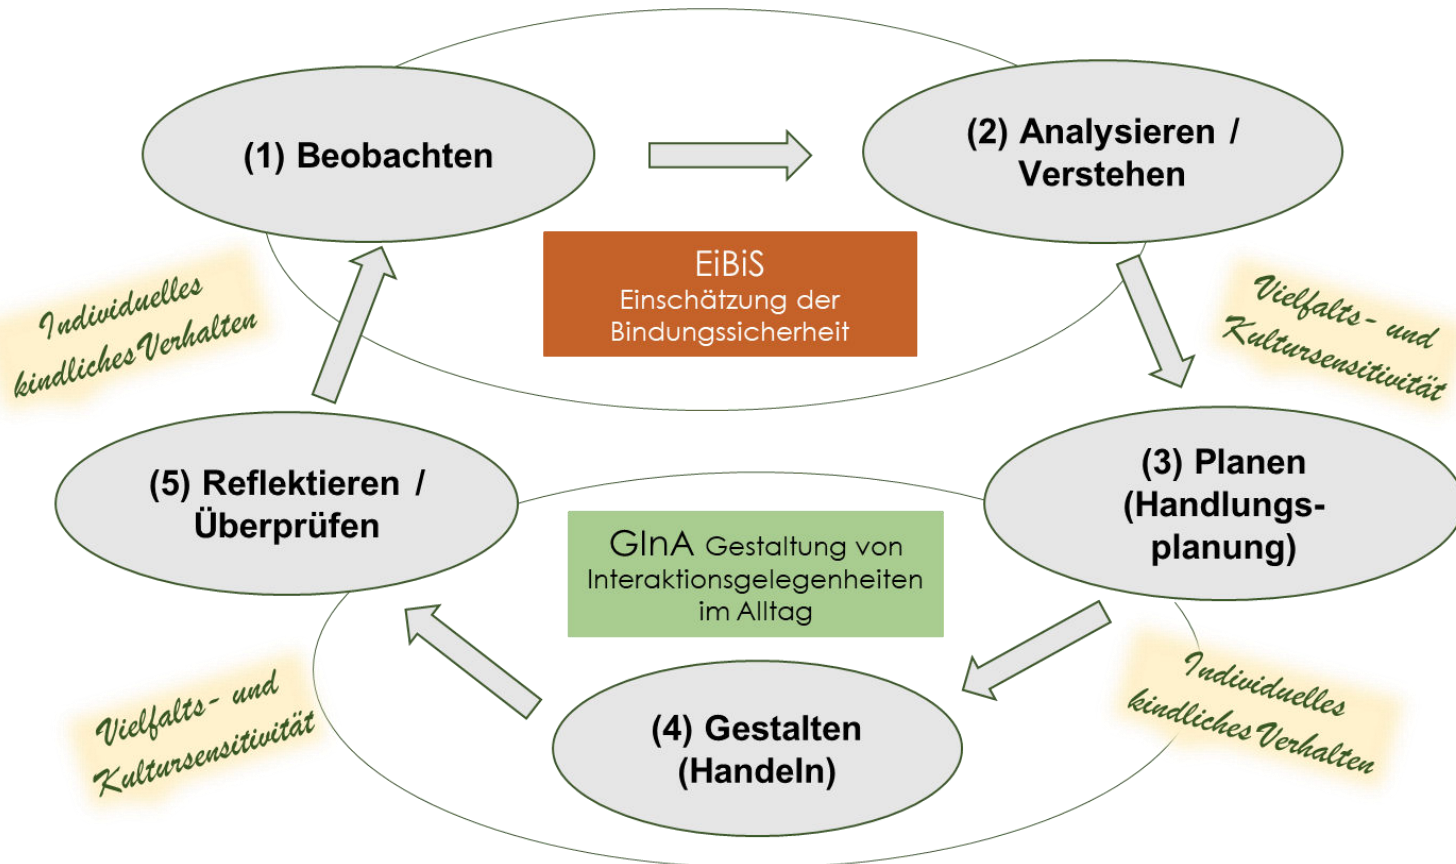 (1) Beobachten
(2) Analysieren /
Verstehen
EiBiS
Einschätzung der
Bindungssicherheit
Individuelles
kindliches Verhalten
Vielfalts- und
Kultursensitivität
(5) Reflektieren /
Überprüfen
(3) Planen
(Handlungs-
planung)
GInA Gestaltung von
Interaktionsgelegenheiten
im Alltag
Vielfalts- und
Kultursensitivität
(4) Gestalten
(Handeln)
Individuelles
kindliches Verhalten